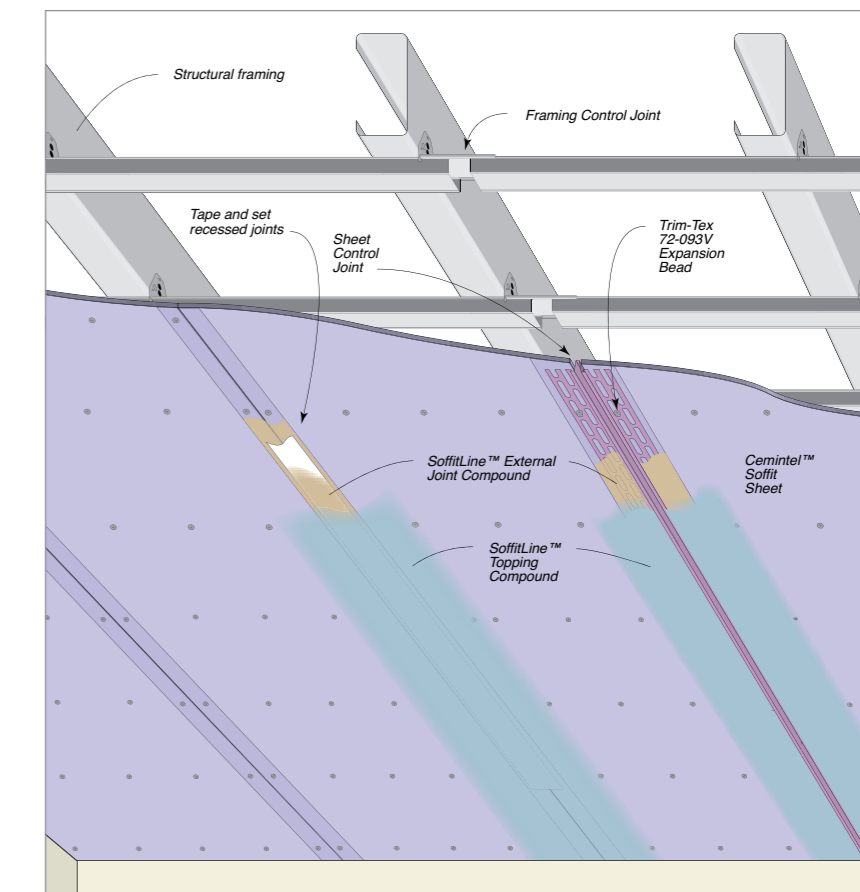 Structural framing
Framing Control Joint
Tape and set
recessed joints
Sheet
Control
Joint
Trim-Tex
72-093V
Expansion
Bead
SoffitLine™ External
Joint Compound
Cemintel™
Soffit
Sheet
SoffitLine™
Topping
Compound